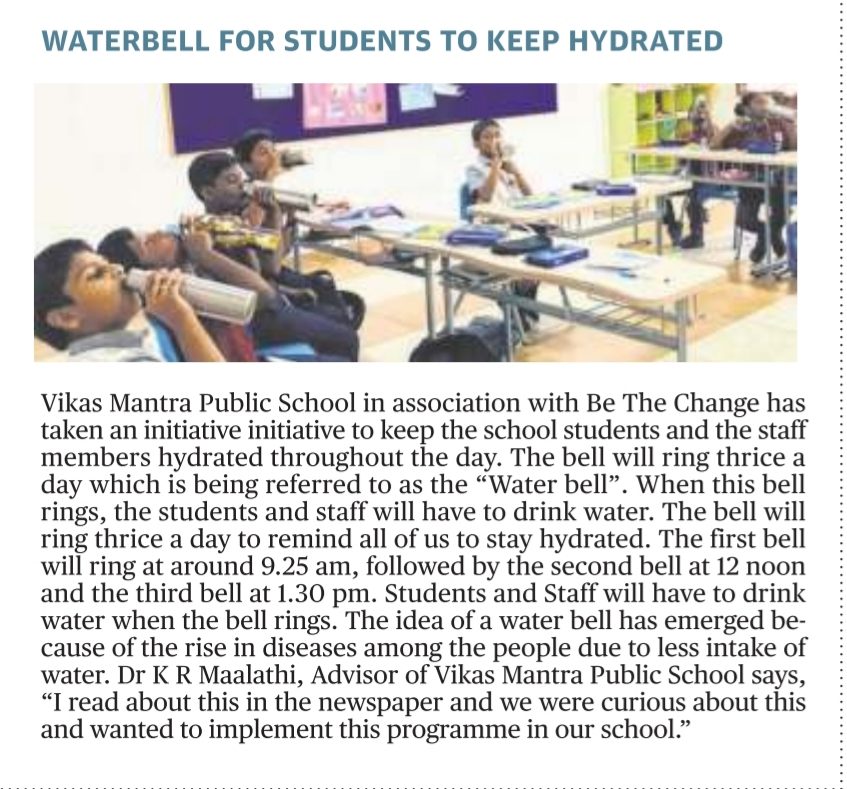 WATERBELL FOR STUDENTS TO KEEP HYDRATED
Vikas Mantra Public School in association with Be The Change has
taken an initiative initiative to keep the school students and the staff
members hydrated throughout the day. The bell will ring thrice a
day which is being referred to as the “Water bell”. When this bell
rings, the students and staff will have to drink water. The bell will
ring thrice a day to remind all of us to stay hydrated. The first bell
will ring at around 9.25 am, followed by the second bell at 12 noon
and the third bell at 1.30 pm. Students and Staff will have to drink
water when the bell rings. The idea of a water bell has emerged be-
cause of the rise in diseases among the people due to less intake of
water. Dr K R Maalathi, Advisor of Vikas Mantra Public School says,
“I read about this in the newspaper and we were curious about this
and wanted to implement this programme in our school.”